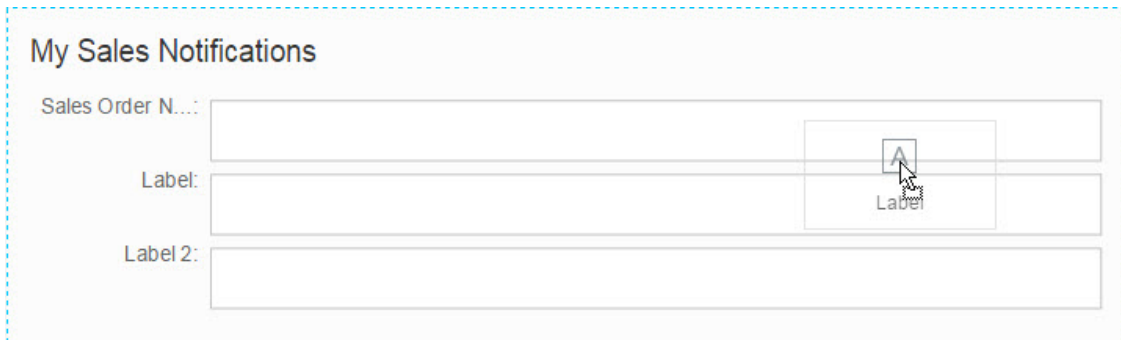 My Sales Notifications
Sales Order N...:
A
Label:
Label
Label 2: